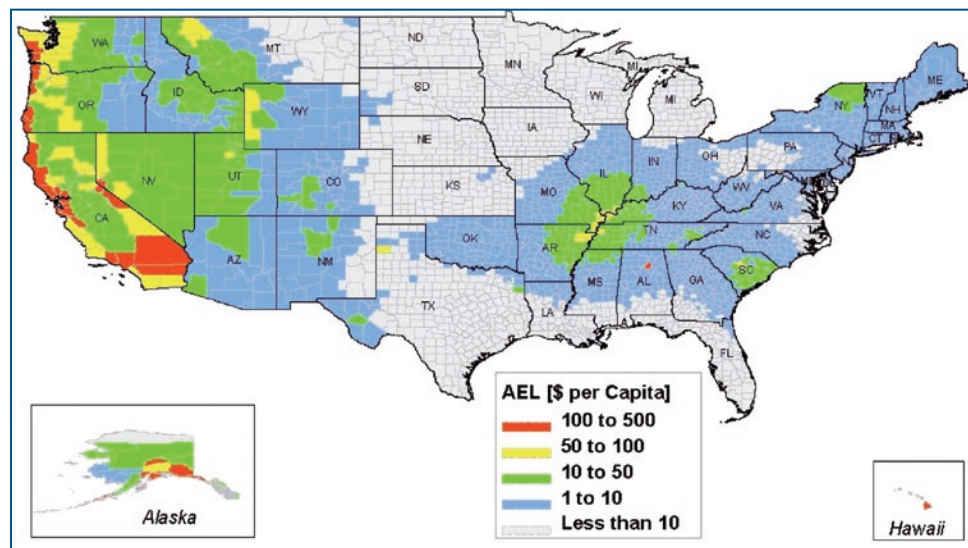 WA
MT
ND
MN
MI
ME
VT
NH
OR
ID
WY
SD
WI
MI
NY
MA
CT
NE
IA
PA
NV
UT
CO
KS
MO
IL
IN
OH
WV
VA
KY
CA
AZ
NM
OK
AR
TN
NC
SC
TX
LA
MS
AL
GA
FL
AEL [$ per Capita]
100 to 500
50 to 100
10 to 50
1 to 10
Less than 10
Alaska
Hawaii